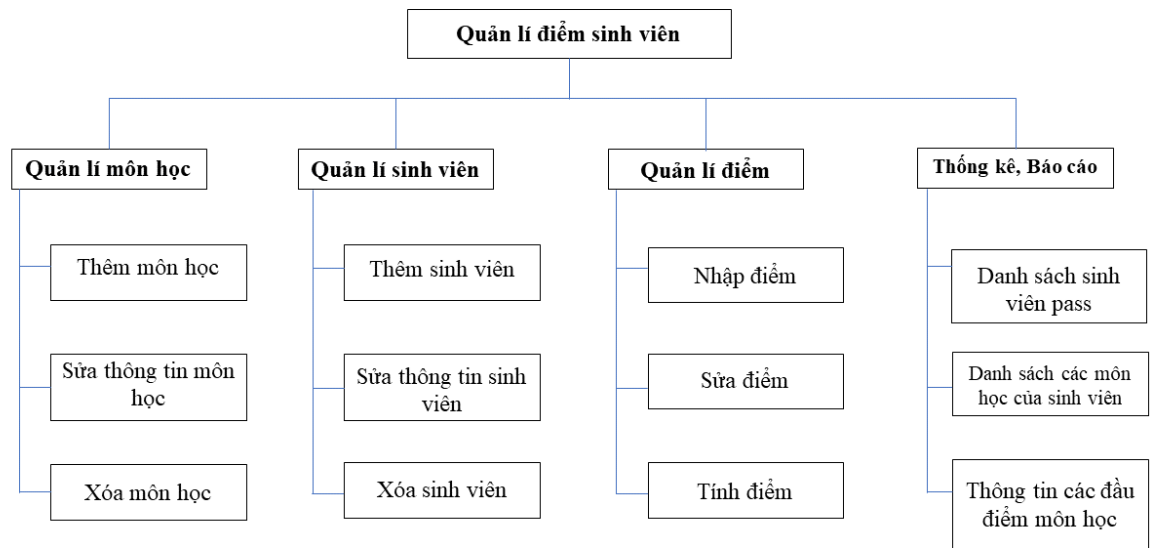 Quản lí điểm sinh viên
Quản lí môn học
Quản lí sinh viên
Quản lí điểm
Thống kê, Báo cáo
Thêm môn học
Thêm sinh viên
Nhập điểm
Danh sách sinh
viên pass
Sửa thông tin môn
học
Sửa thông tin sinh
viên
Sửa điểm
Danh sách các môn
học của sinh viên
Xóa môn học
Xóa sinh viên
Tính điểm
Thông tin các đầu
điểm môn học